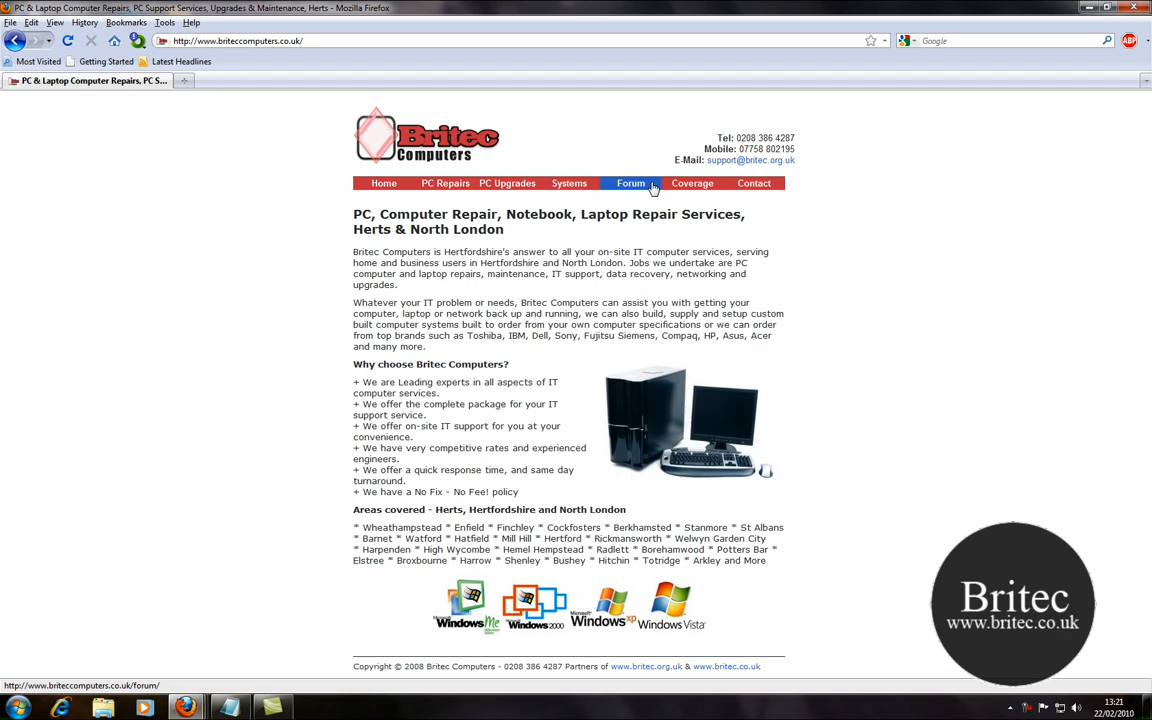 PC & Laptop Computer Repairs, PC Support Services, Upgrades & Maintenance, Herts - Mozilla Firefox
File Edit View History Bookmarks Tools Help
http://www.briteccomputers.co.uk/
Google
ABP
Most Visited Getting Started Latest Headlines
PC & Laptop Computer Repairs, PC S...
Britec
Computers
Tel: 0208 386 4287
Mobile: 07758 802195
E-Mail: support@britec.org.uk
Home PC Repairs PC Upgrades Systems Forum Coverage Contact
PC, Computer Repair, Notebook, Laptop Repair Services,
Herts & North London
Britec Computers is Hertfordshire's answer to all your on-site IT computer services, serving
home and business users in Hertfordshire and North London. Jobs we undertake are PC
computer and laptop repairs, maintenance, IT support, data recovery, networking and
upgrades.
Whatever your IT problem or needs, Britec Computers can assist you with getting your
computer, laptop or network back up and running, we can also build, supply and setup custom
built computer systems built to order from your own computer specifications or we can order
from top brands such as Toshiba, IBM, Dell, Sony, Fujitsu Siemens, Compaq, HP, Asus, Acer
and many more.
Why choose Britec Computers?
+ We are Leading experts in all aspects of IT
computer services.
+ We offer the complete package for your IT
support service.
+ We offer on-site IT support for you at your
convenience.
+ We have very competitive rates and experienced
engineers.
+ We offer a quick response time, and same day
turnaround.
+ We have a No Fix - No Fee! policy
Areas covered - Herts, Hertfordshire and North London
* Wheathampstead * Enfield * Finchley * Cockfosters * Berkhamsted * Stanmore * St Albans
* Barnet * Watford * Hatfield * Mill Hill * Hertford * Rickmansworth * Welwyn Garden City
* Harpenden * High Wycombe * Hemel Hempstead * Radlett * Borehamwood * Potters Bar *
Elstree * Broxbourne * Harrow * Shenley * Bushey * Hitchin * Totridge * Arkley and More
Windows Me
Windows 2000
Microsoft
Windows xp
Windows Vista
Copyright © 2008 Britec Computers - 0208 386 4287 Partners of www.britec.org.uk & www.britec.co.uk
Britec
www.britec.co.uk
http://www.briteccomputers.co.uk/forum/
13:21
22/02/2010